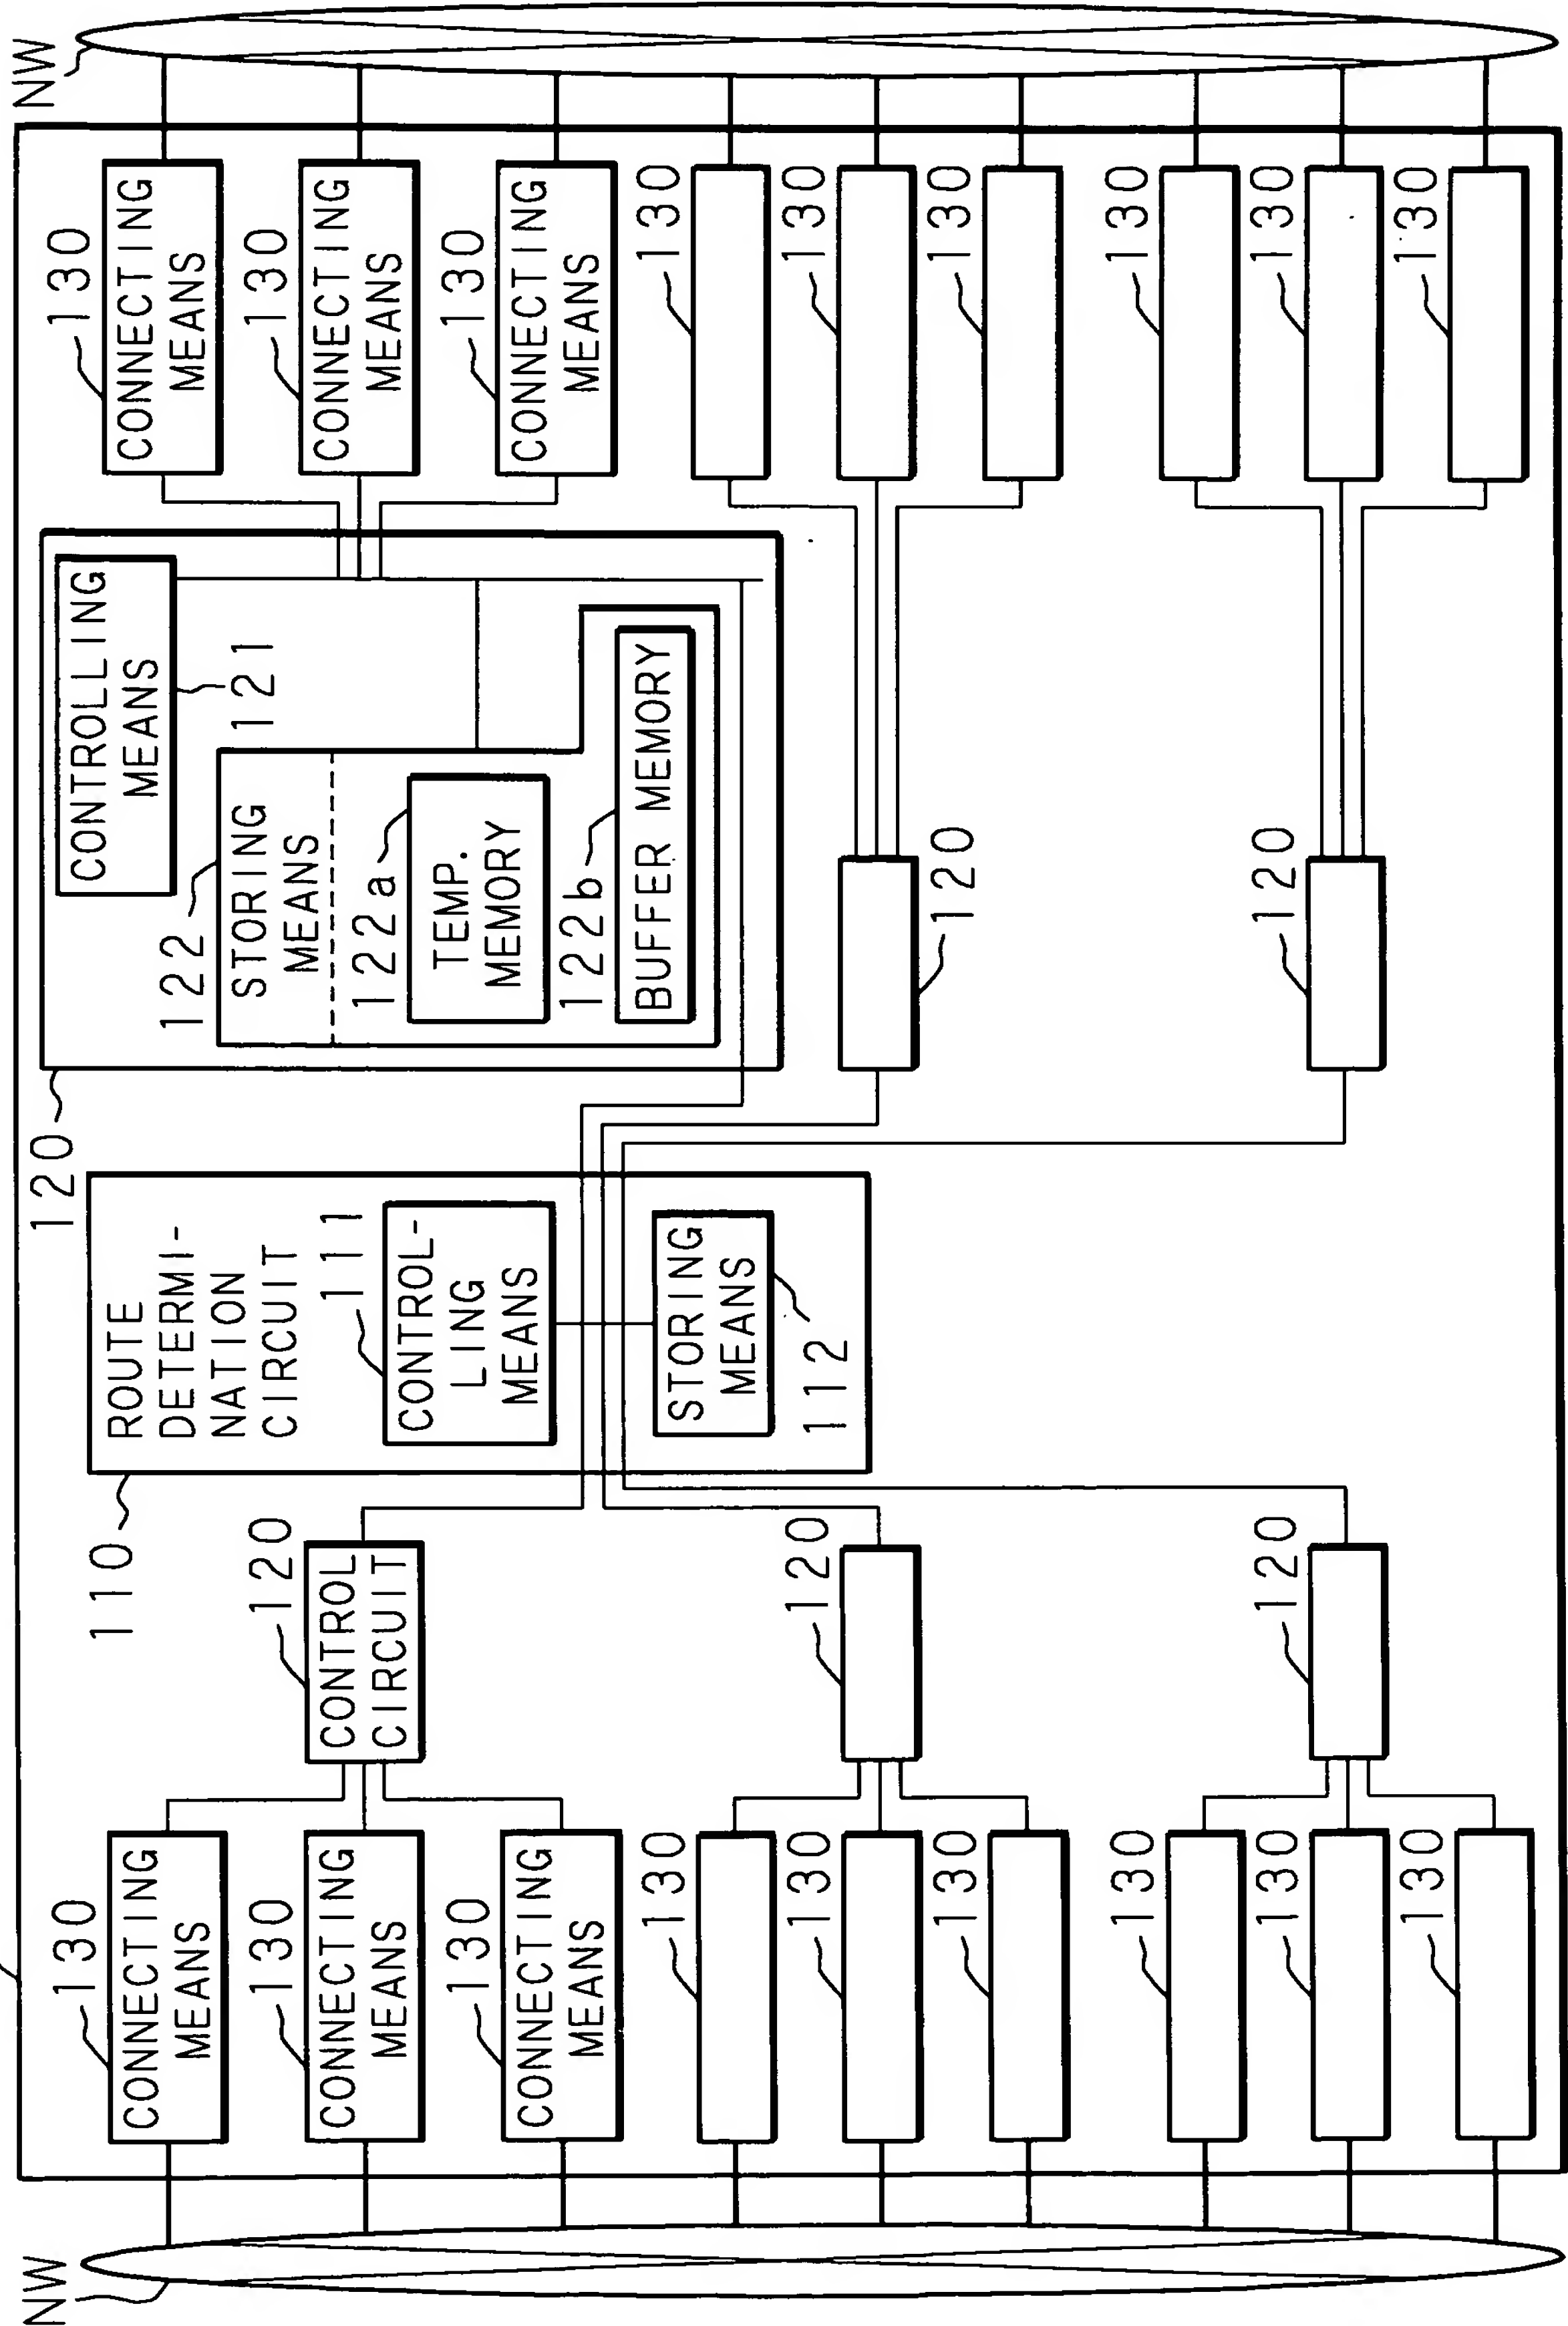 NW
130
CONNECTING
MEANS
130
CONNECTING
MEANS
130
CONNECTING
MEANS
130
130
130
130
130
130
120
CONTROL
CIRCUIT
120
120
110
ROUTE
DETERMI-
NATION
CIRCUIT
111
CONTROL-
LING
MEANS
STORING
MEANS
112
120
CONTROLLING
MEANS
121
122
STORING
MEANS
122a
TEMP.
MEMORY
122b
BUFFER MEMORY
120
120
130
CONNECTING
MEANS
130
CONNECTING
MEANS
130
CONNECTING
MEANS
130
130
130
130
130
130
NW